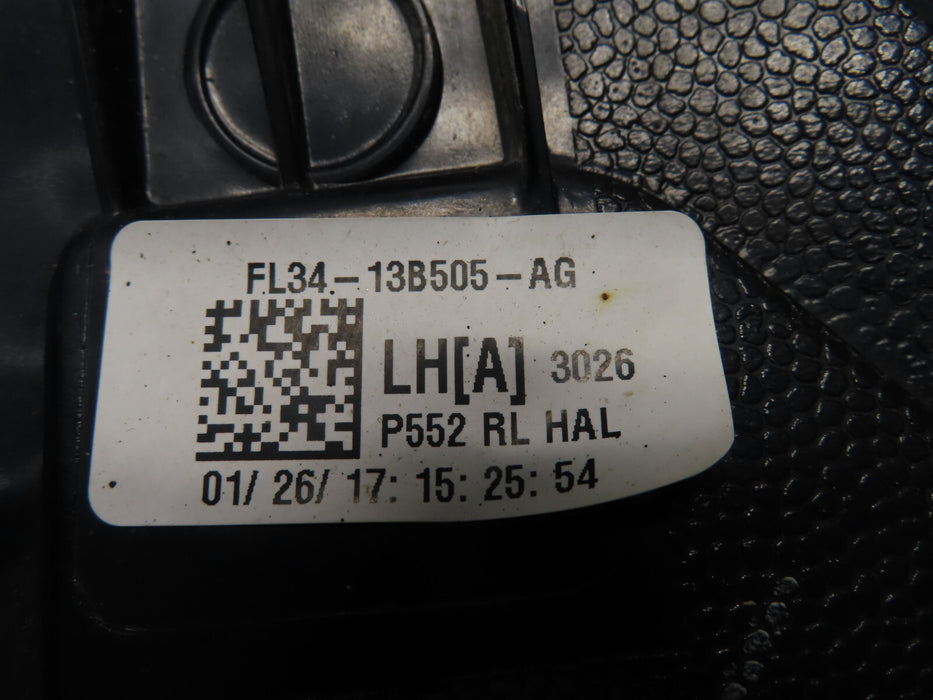 FL34-13B505-AG
LH[A] 3026
P552 RL HAL
01/ 26/ 17: 15: 25: 54